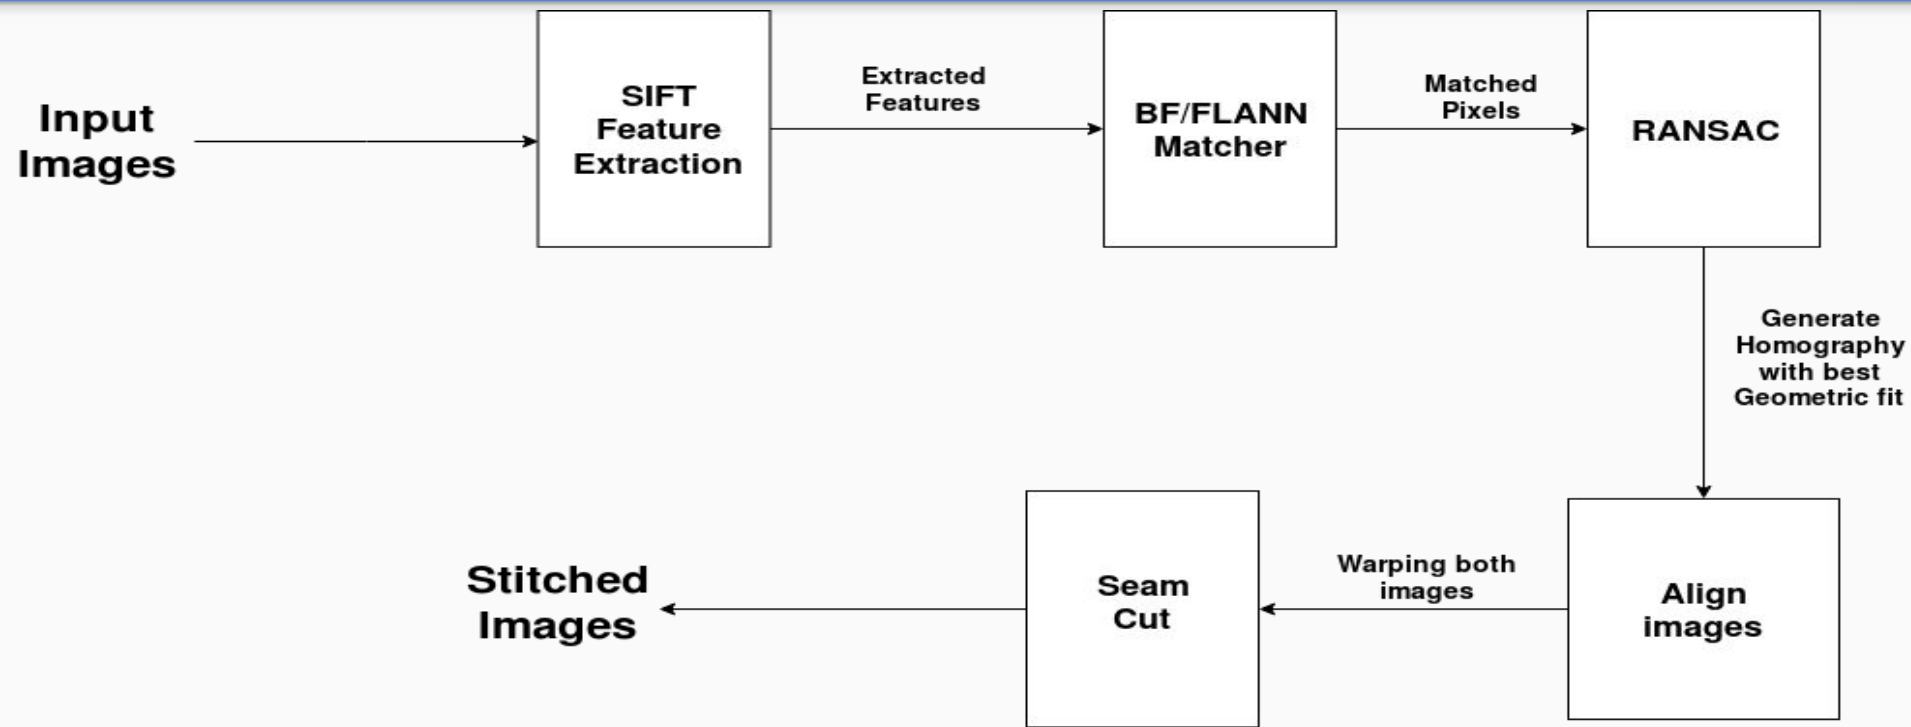 Input
Images
SIFT
Feature
Extraction
Extracted
Features
BF/FLANN
Matcher
Matched
Pixels
RANSAC
Generate
Homography
with best
Geometric fit
Align
images
Warping both
images
Seam
Cut
Stitched
Images